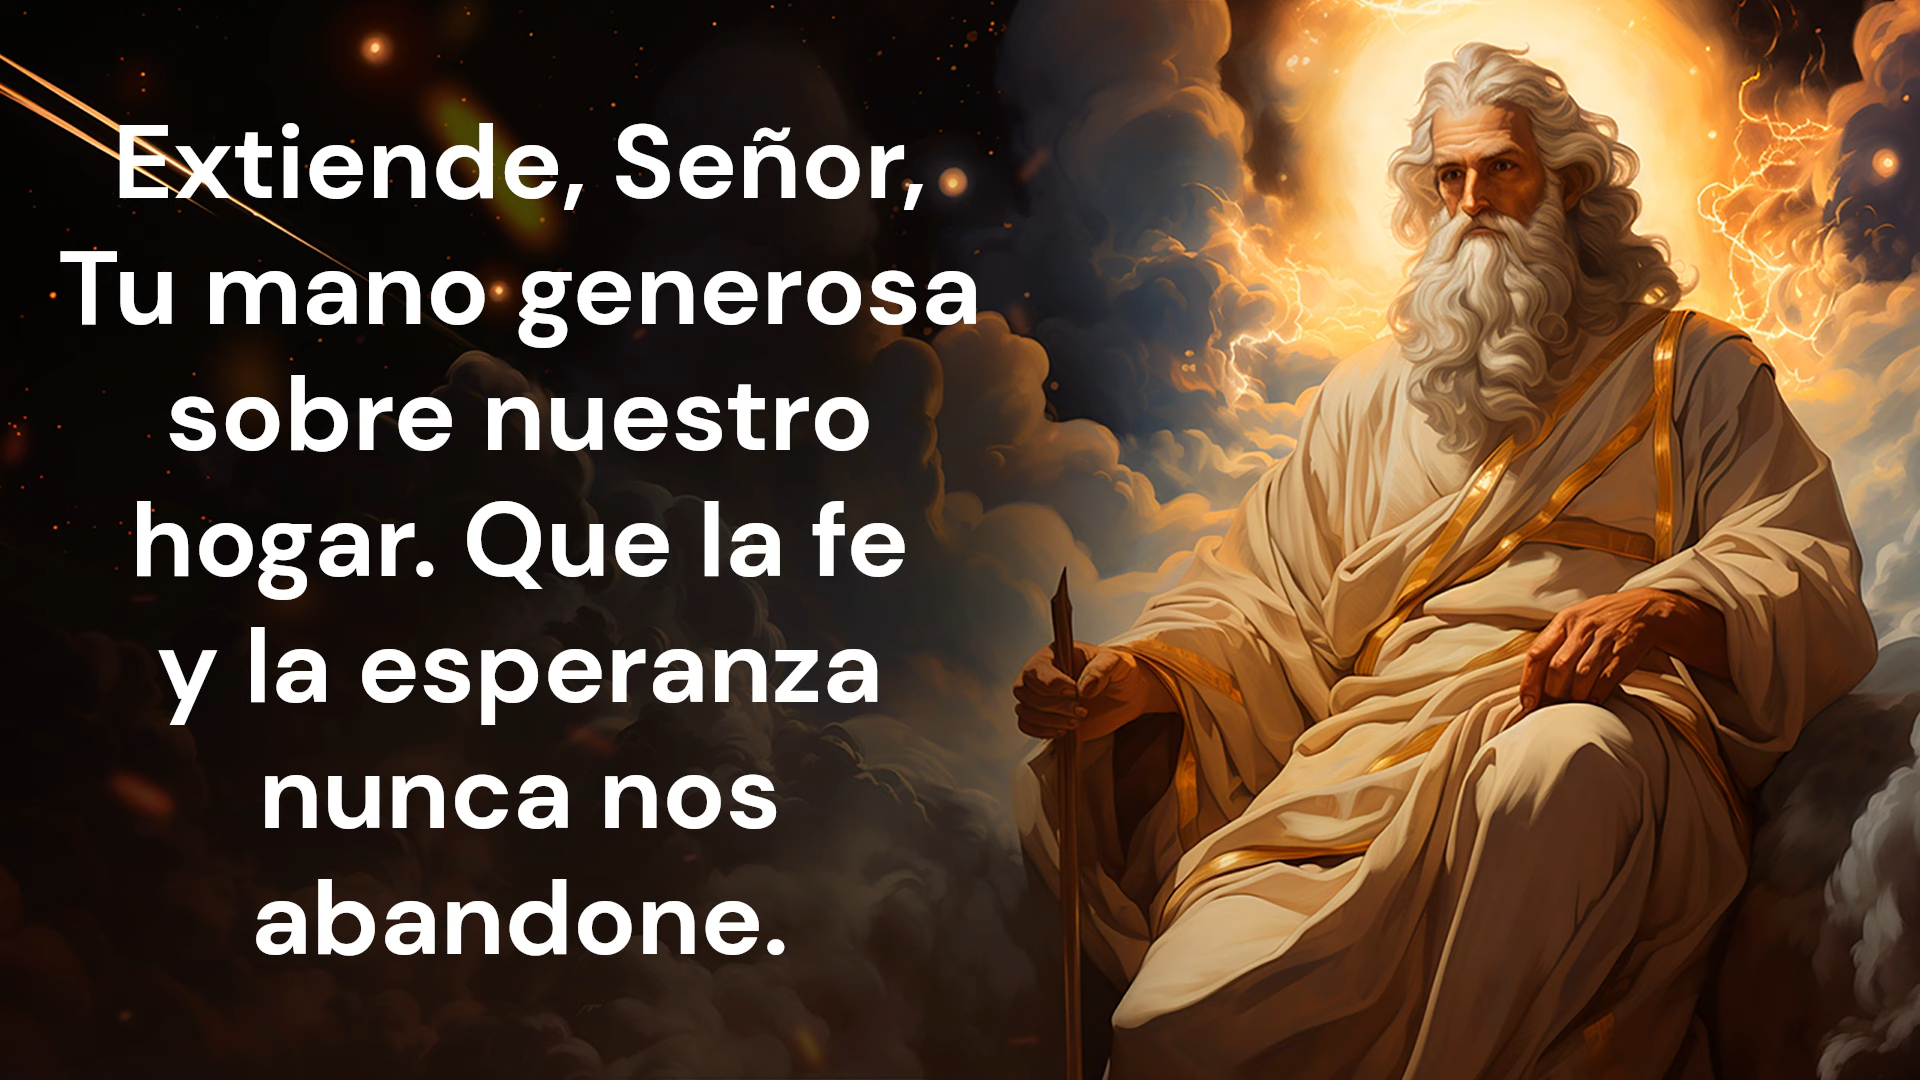 Extiende, Señor,
Tu mano generosa
sobre nuestro
hogar. Que la fe
y la esperanza
nunca nos
abandone.